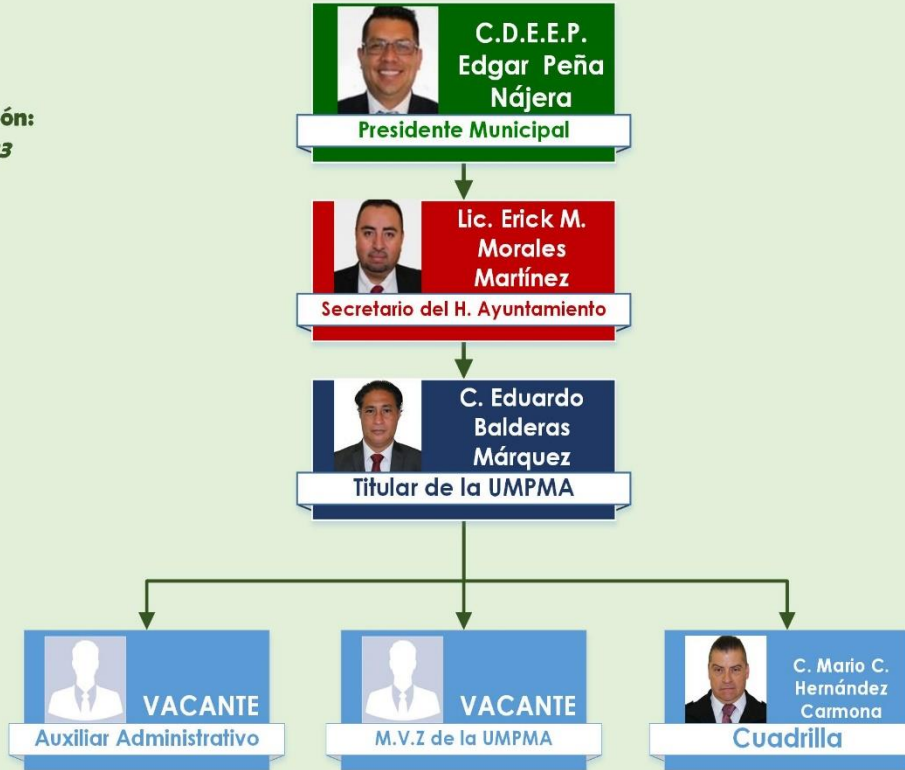 C.D.E.E.P.
Edgar Peña
Nájera
Presidente Municipal
ón:
3
Lic. Erick M.
Morales
Martínez
Secretario del H. Ayuntamiento
C. Eduardo
Balderas
Márquez
Titular de la UMPMA
VACANTE
Auxiliar Administrativo
VACANTE
M.V.Z de la UMPMA
C. Mario C.
Hernández
Carmona
Cuadrilla